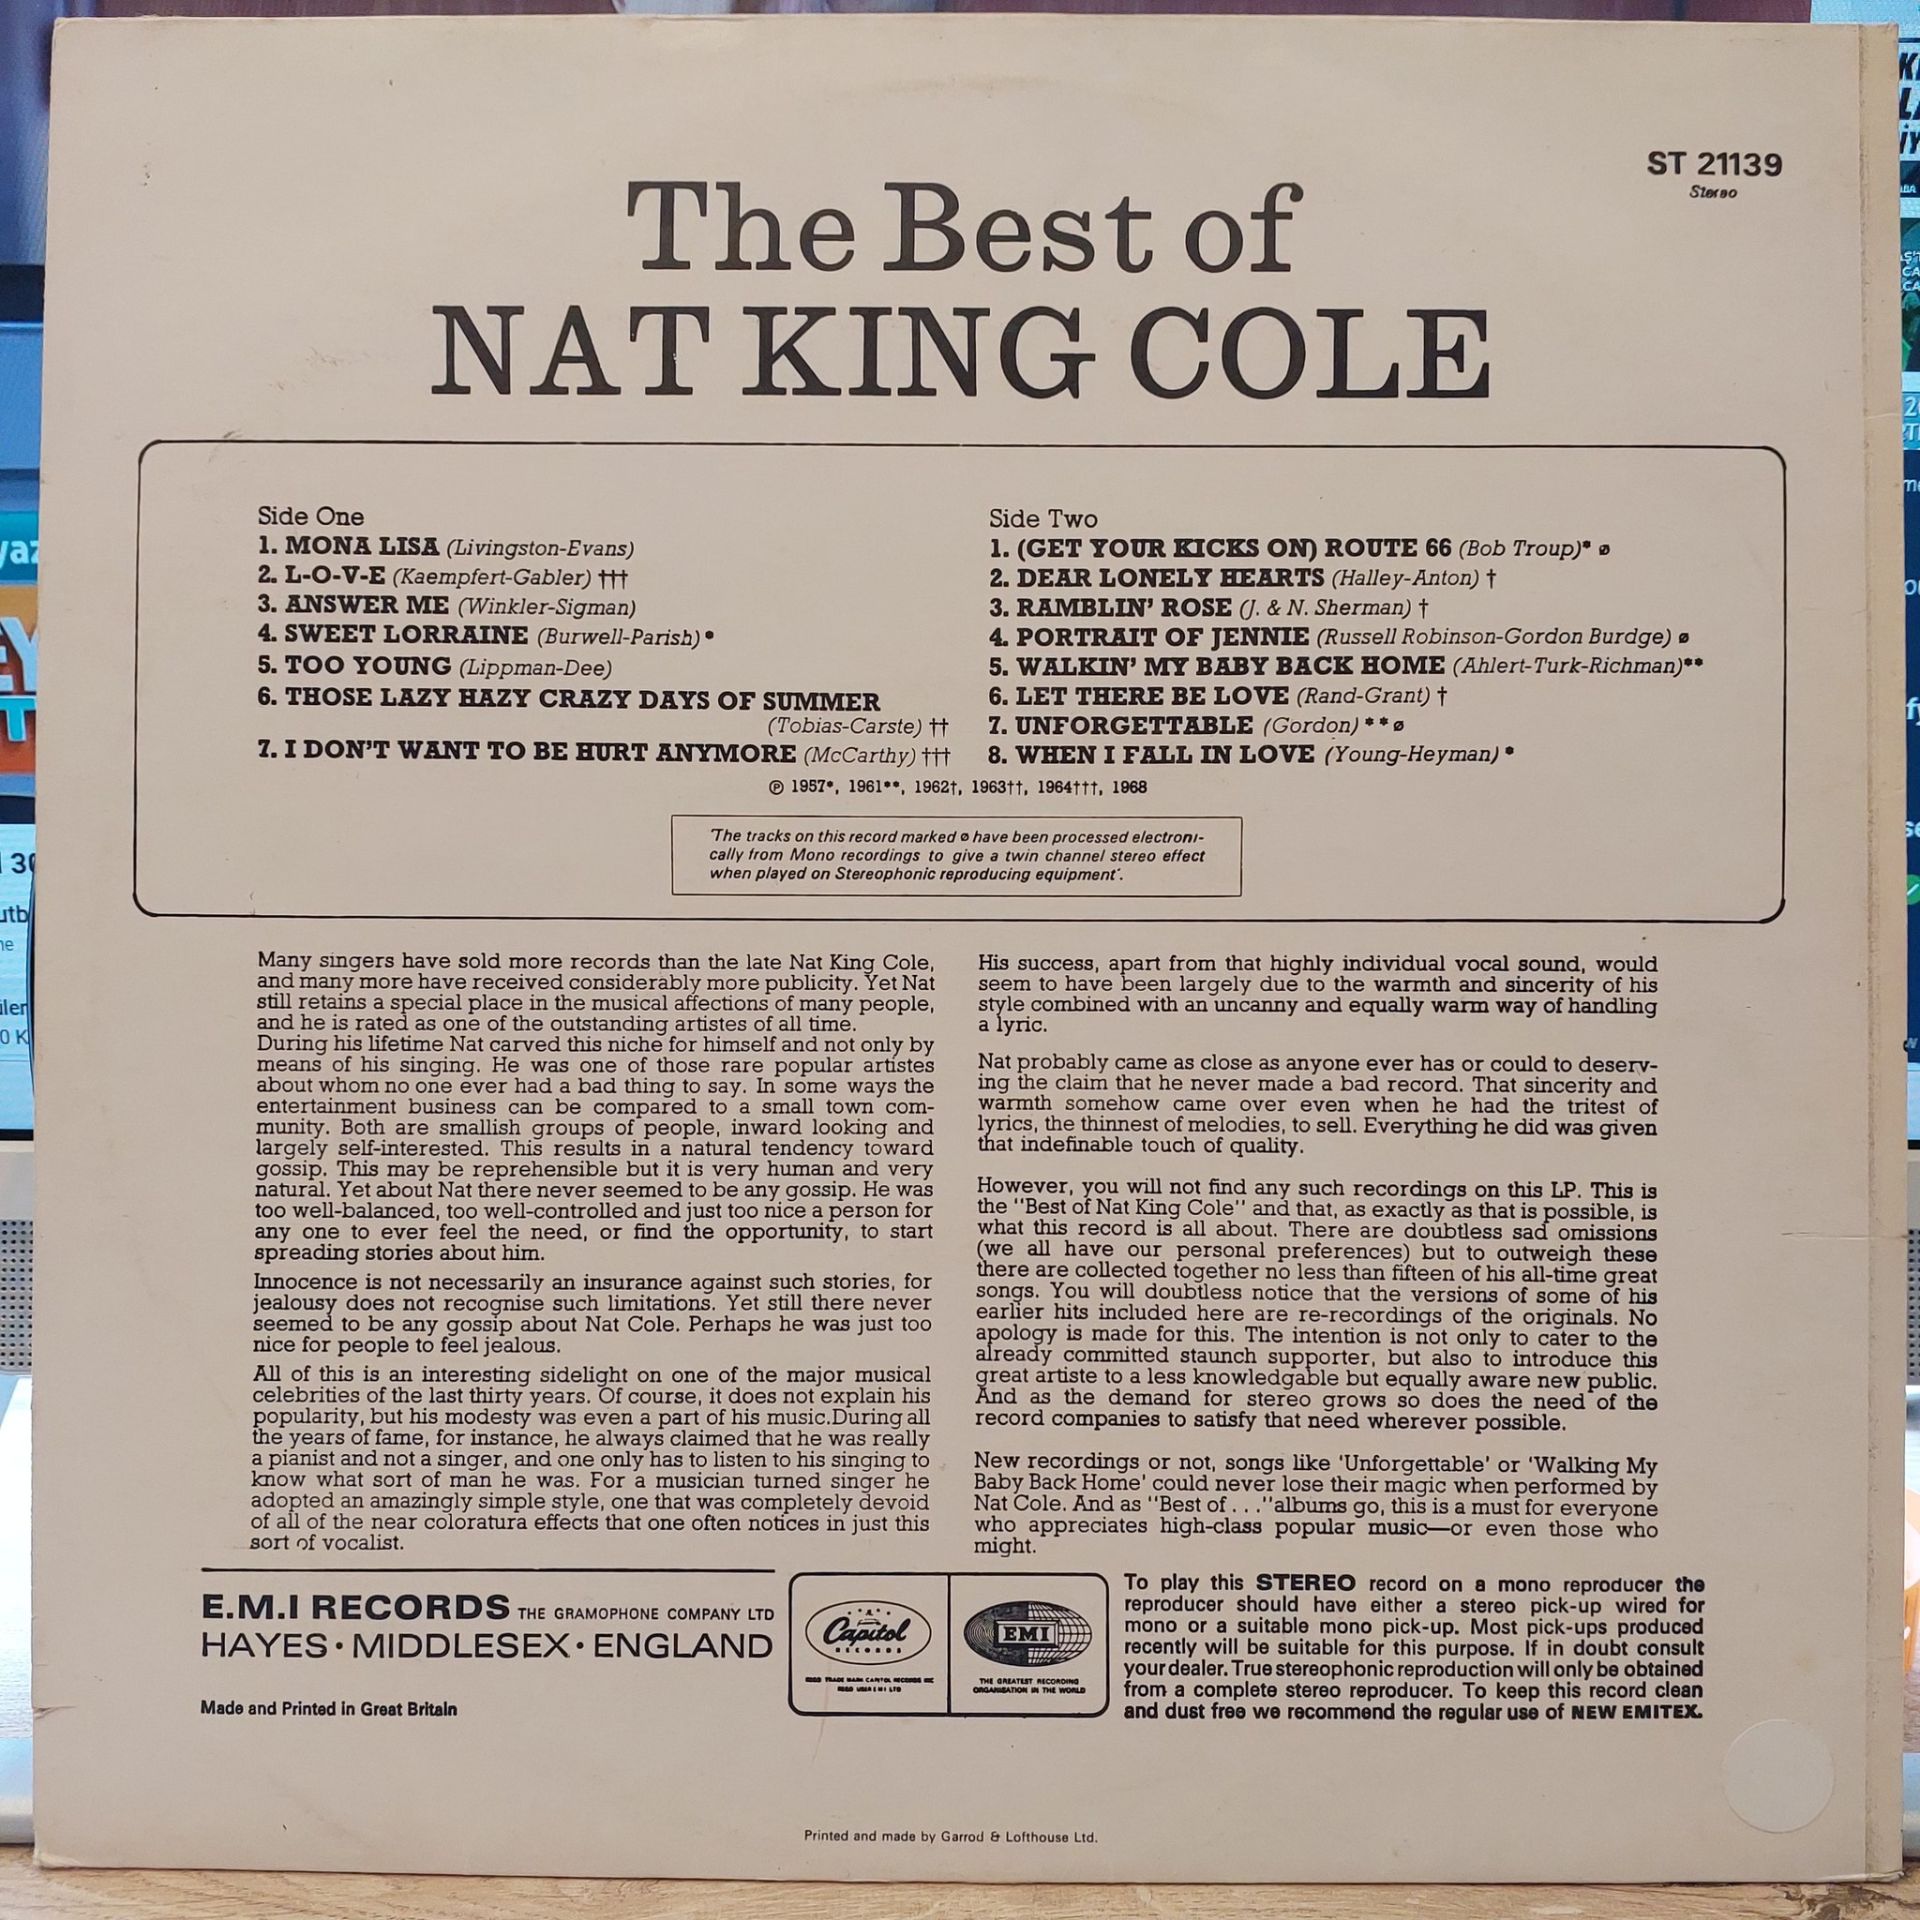 ST 21139
Stereo
The Best of
NAT KING COLE
Side One
1. MONA LISA (Livingston-Evans)
2. L-O-V-E (Kaempfert-Gabler) †††
3. ANSWER ME (Winkler-Sigman)
4. SWEET LORRAINE (Burwell-Parish)*
5. TOO YOUNG (Lippman-Dee)
6. THOSE LAZY HAZY CRAZY DAYS OF SUMMER
(Tobias-Carste) ††
7. I DON'T WANT TO BE HURT ANYMORE (McCarthy) †††
Side Two
1. (GET YOUR KICKS ON) ROUTE 66 (Bob Troup)* ø
2. DEAR LONELY HEARTS (Halley-Anton) †
3. RAMBLIN' ROSE (J. & N. Sherman) †
4. PORTRAIT OF JENNIE (Russell Robinson-Gordon Burdge) ø
5. WALKIN' MY BABY BACK HOME (Ahlert-Turk-Richman)**
6. LET THERE BE LOVE (Rand-Grant) †
7. UNFORGETTABLE (Gordon) **ø
8. WHEN I FALL IN LOVE (Young-Heyman) *
℗ 1957*, 1961**, 1962†, 1963††, 1964†††, 1968
'The tracks on this record marked ø have been processed electroni-
cally from Mono recordings to give a twin channel stereo effect
when played on Stereophonic reproducing equipment'.
Many singers have sold more records than the late Nat King Cole,
and many more have received considerably more publicity. Yet Nat
still retains a special place in the musical affections of many people,
and he is rated as one of the outstanding artistes of all time.
During his lifetime Nat carved this niche for himself and not only by
means of his singing. He was one of those rare popular artistes
about whom no one ever had a bad thing to say. In some ways the
entertainment business can be compared to a small town com-
munity. Both are smallish groups of people, inward looking and
largely self-interested. This results in a natural tendency toward
gossip. This may be reprehensible but it is very human and very
natural. Yet about Nat there never seemed to be any gossip. He was
too well-balanced, too well-controlled and just too nice a person for
any one to ever feel the need, or find the opportunity, to start
spreading stories about him.
Innocence is not necessarily an insurance against such stories, for
jealousy does not recognise such limitations. Yet still there never
seemed to be any gossip about Nat Cole. Perhaps he was just too
nice for people to feel jealous.
All of this is an interesting sidelight on one of the major musical
celebrities of the last thirty years. Of course, it does not explain his
popularity, but his modesty was even a part of his music.During all
the years of fame, for instance, he always claimed that he was really
a pianist and not a singer, and one only has to listen to his singing to
know what sort of man he was. For a musician turned singer he
adopted an amazingly simple style, one that was completely devoid
of all of the near coloratura effects that one often notices in just this
sort of vocalist.
His success, apart from that highly individual vocal sound, would
seem to have been largely due to the warmth and sincerity of his
style combined with an uncanny and equally warm way of handling
a lyric.
Nat probably came as close as anyone ever has or could to deserv-
ing the claim that he never made a bad record. That sincerity and
warmth somehow came over even when he had the tritest of
lyrics, the thinnest of melodies, to sell. Everything he did was given
that indefinable touch of quality.
However, you will not find any such recordings on this LP. This is
the "Best of Nat King Cole" and that, as exactly as that is possible, is
what this record is all about. There are doubtless sad omissions
(we all have our personal preferences) but to outweigh these
there are collected together no less than fifteen of his all-time great
songs. You will doubtless notice that the versions of some of his
earlier hits included here are re-recordings of the originals. No
apology is made for this. The intention is not only to cater to the
already committed staunch supporter, but also to introduce this
great artiste to a less knowledgable but equally aware new public.
And as the demand for stereo grows so does the need of the
record companies to satisfy that need wherever possible.
New recordings or not, songs like 'Unforgettable' or 'Walking My
Baby Back Home' could never lose their magic when performed by
Nat Cole. And as "Best of . . ."albums go, this is a must for everyone
who appreciates high-class popular music—or even those who
might.
E.M.I RECORDS THE GRAMOPHONE COMPANY LTD
HAYES • MIDDLESEX • ENGLAND
Made and Printed in Great Britain
Capitol
RECORDS
REGD TRADE MARK CAPITOL RECORDS INC
REGD USER E M I LTD
EMI
THE GREATEST RECORDING
ORGANISATION IN THE WORLD
To play this STEREO record on a mono reproducer the
reproducer should have either a stereo pick-up wired for
mono or a suitable mono pick-up. Most pick-ups produced
recently will be suitable for this purpose. If in doubt consult
your dealer. True stereophonic reproduction will only be obtained
from a complete stereo reproducer. To keep this record clean
and dust free we recommend the regular use of NEW EMITEX.
Printed and made by Garrod & Lofthouse Ltd.